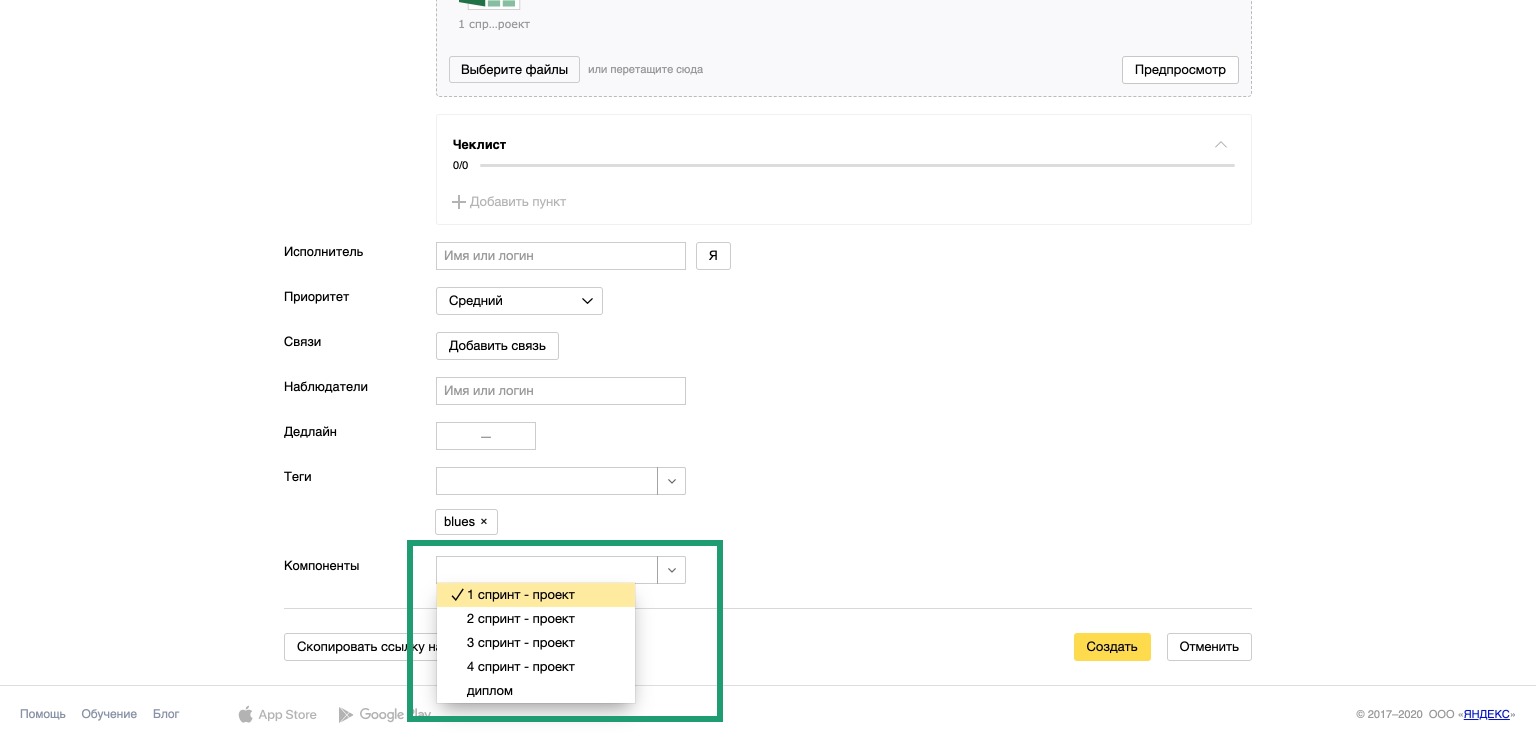 1 спр...роект
Выберите файлы или перетащите сюда Предпросмотр
Чеклист
0/0
Добавить пункт
Исполнитель Имя или логин Я
Приоритет Средний
Связи Добавить связь
Наблюдатели Имя или логин
Дедлайн —
Теги
blues ×
Компоненты
1 спринт - проект
2 спринт - проект
3 спринт - проект
4 спринт - проект
диплом
Скопировать ссылку на Создать Отменить
Помощь Обучение Блог App Store Google Play © 2017–2020 ООО «ЯНДЕКС»